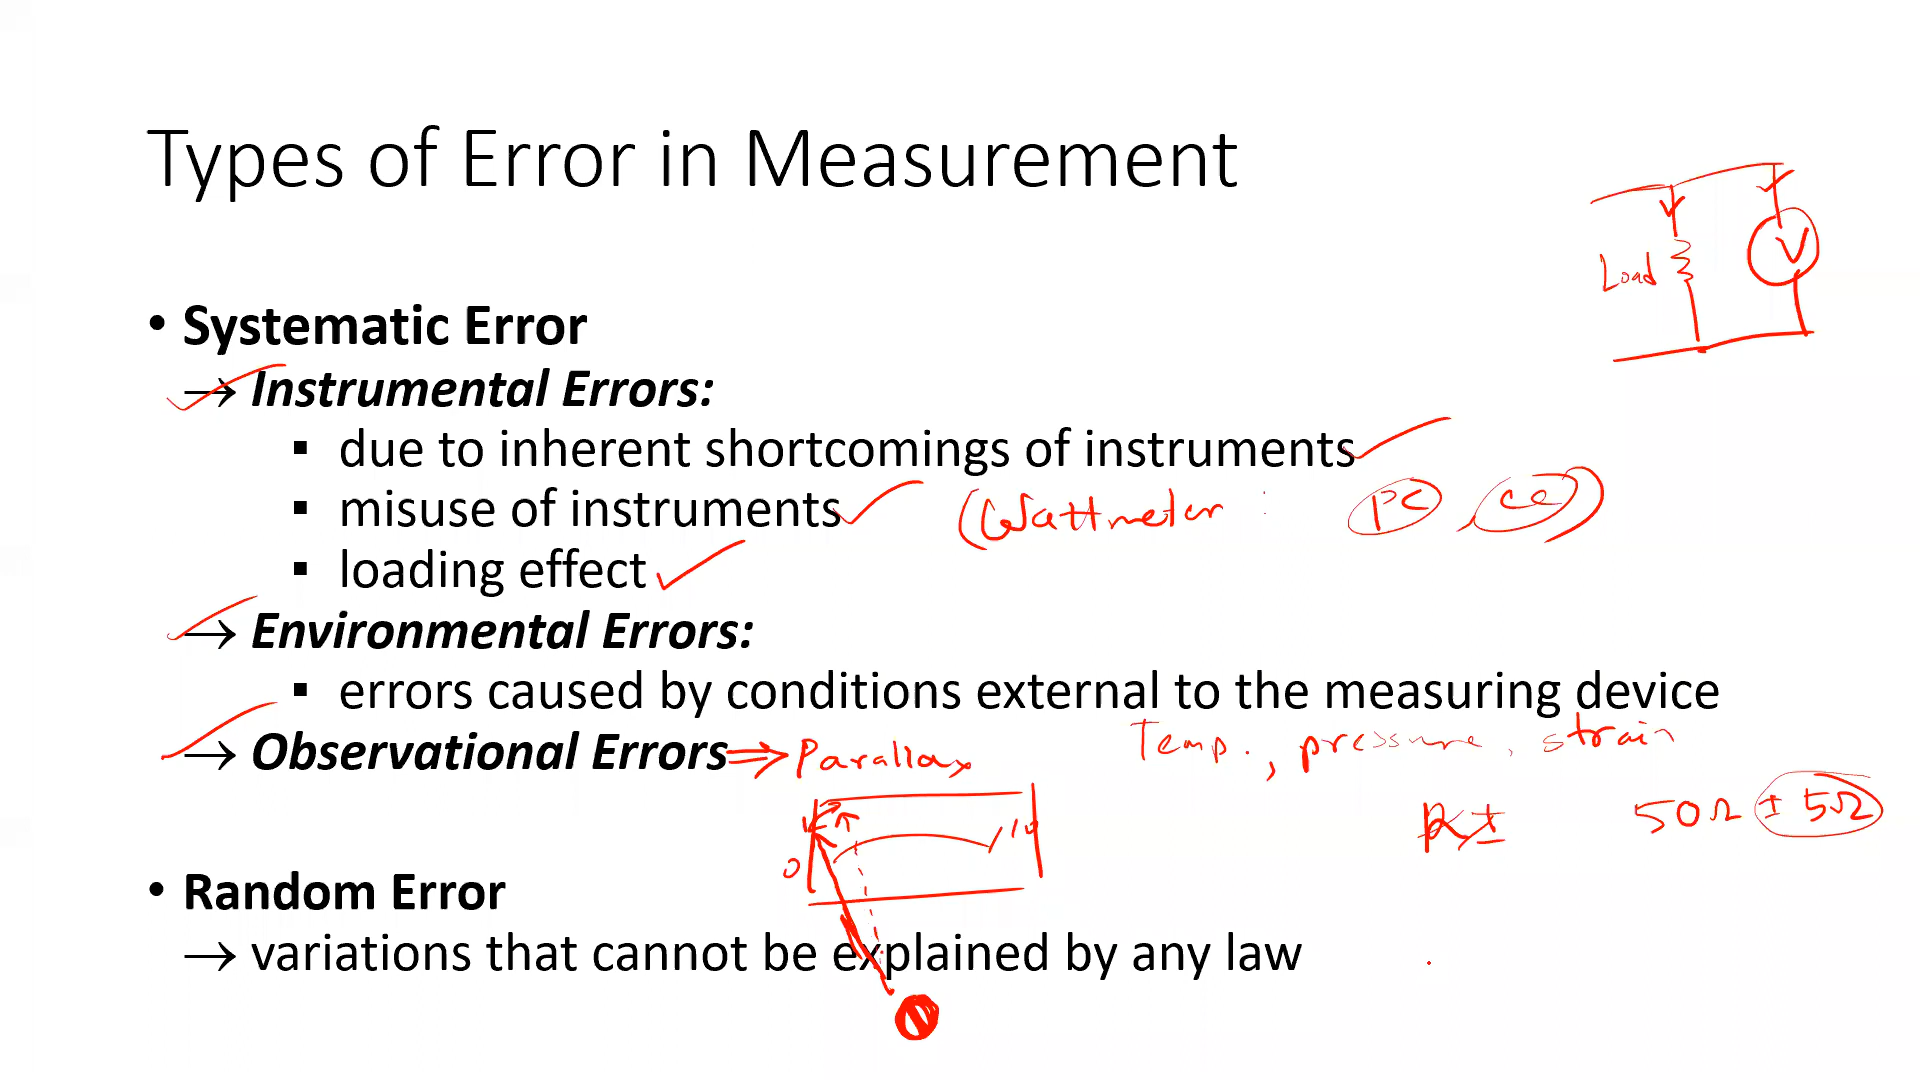 Types of Error in Measurement
• Systematic Error
→ Instrumental Errors:
▪ due to inherent shortcomings of instruments
▪ misuse of instruments (Wattmeter : PC, CC)
▪ loading effect
Load V
→ Environmental Errors:
▪ errors caused by conditions external to the measuring device
Temp., pressure, strain
→ Observational Errors ⇒ Parallax
0 10
R ± 50Ω ± 5Ω
• Random Error
→ variations that cannot be explained by any law